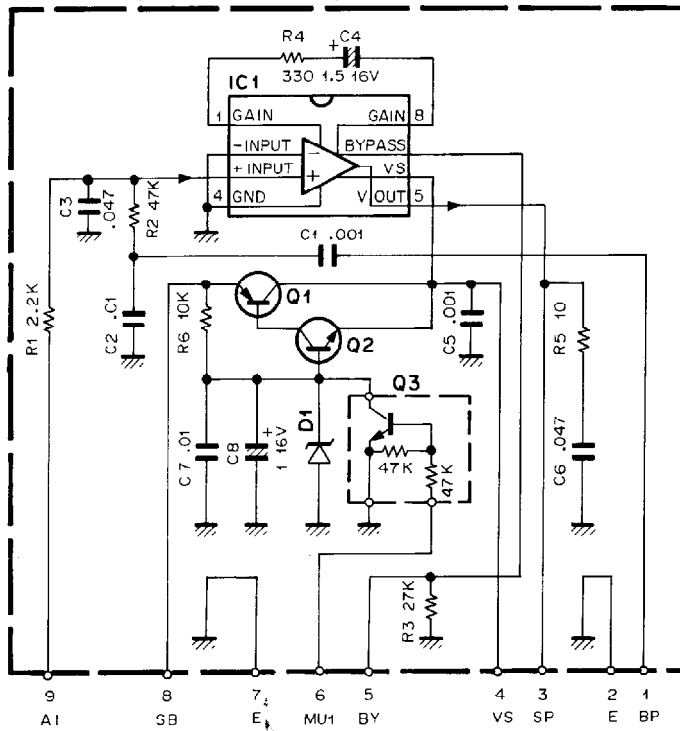 R4
+ C4
330 1.5 16V
IC1
1 GAIN
GAIN 8
-INPUT
BYPASS
+INPUT
VS
4 GND
V OUT 5
C3
.047
R2 47K
C1 .001
R1 2.2K
C2 .01
R6 10K
Q1
Q2
C5 .001
R5 10
Q3
D1
C7 .01
C8
+
1 16V
47K
47K
C6 .047
R3 27K
9
8
7
6
5
4
3
2
1
AI
SB
E
MU1
BY
VS
SP
E
BP